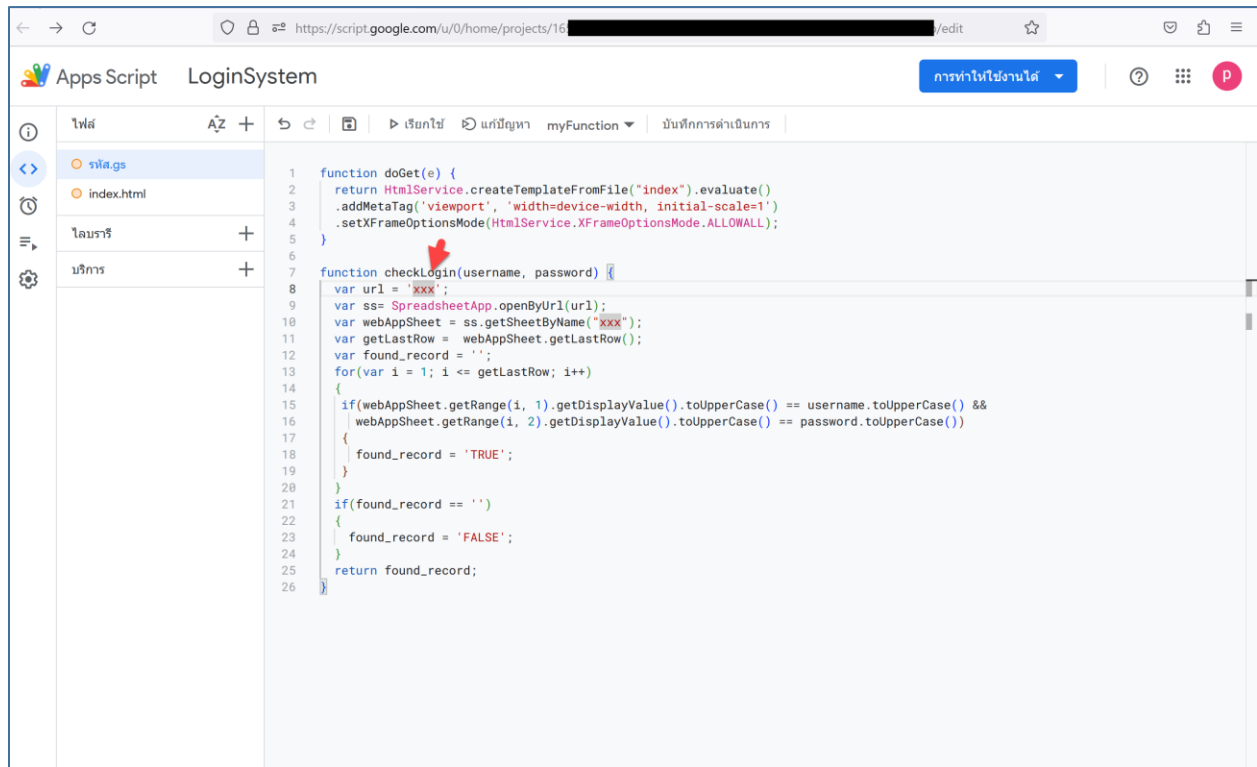 https://script.google.com/u/0/home/projects/16
/edit
Apps Script LoginSystem
การทำให้ใช้งานได้
p
ไฟล์
AZ
เรียกใช้
แก้ปัญหา
myFunction
บันทึกการดำเนินการ
รหัส.gs
index.html
ไลบรารี
บริการ
1 function doGet(e) {
2 return HtmlService.createTemplateFromFile("index").evaluate()
3 .addMetaTag('viewport', 'width=device-width, initial-scale=1')
4 .setXFrameOptionsMode(HtmlService.XFrameOptionsMode.ALLOWALL);
5 }
6
7 function checkLogin(username, password) {
8 var url = 'xxx';
9 var ss= SpreadsheetApp.openByUrl(url);
10 var webAppSheet = ss.getSheetByName("xxx");
11 var getLastRow =  webAppSheet.getLastRow();
12 var found_record = '';
13 for(var i = 1; i <= getLastRow; i++)
14 {
15 if(webAppSheet.getRange(i, 1).getDisplayValue().toUpperCase() == username.toUpperCase() &&
16 webAppSheet.getRange(i, 2).getDisplayValue().toUpperCase() == password.toUpperCase())
17 {
18 found_record = 'TRUE';
19 }
20 }
21 if(found_record == '')
22 {
23 found_record = 'FALSE';
24 }
25 return found_record;
26 }